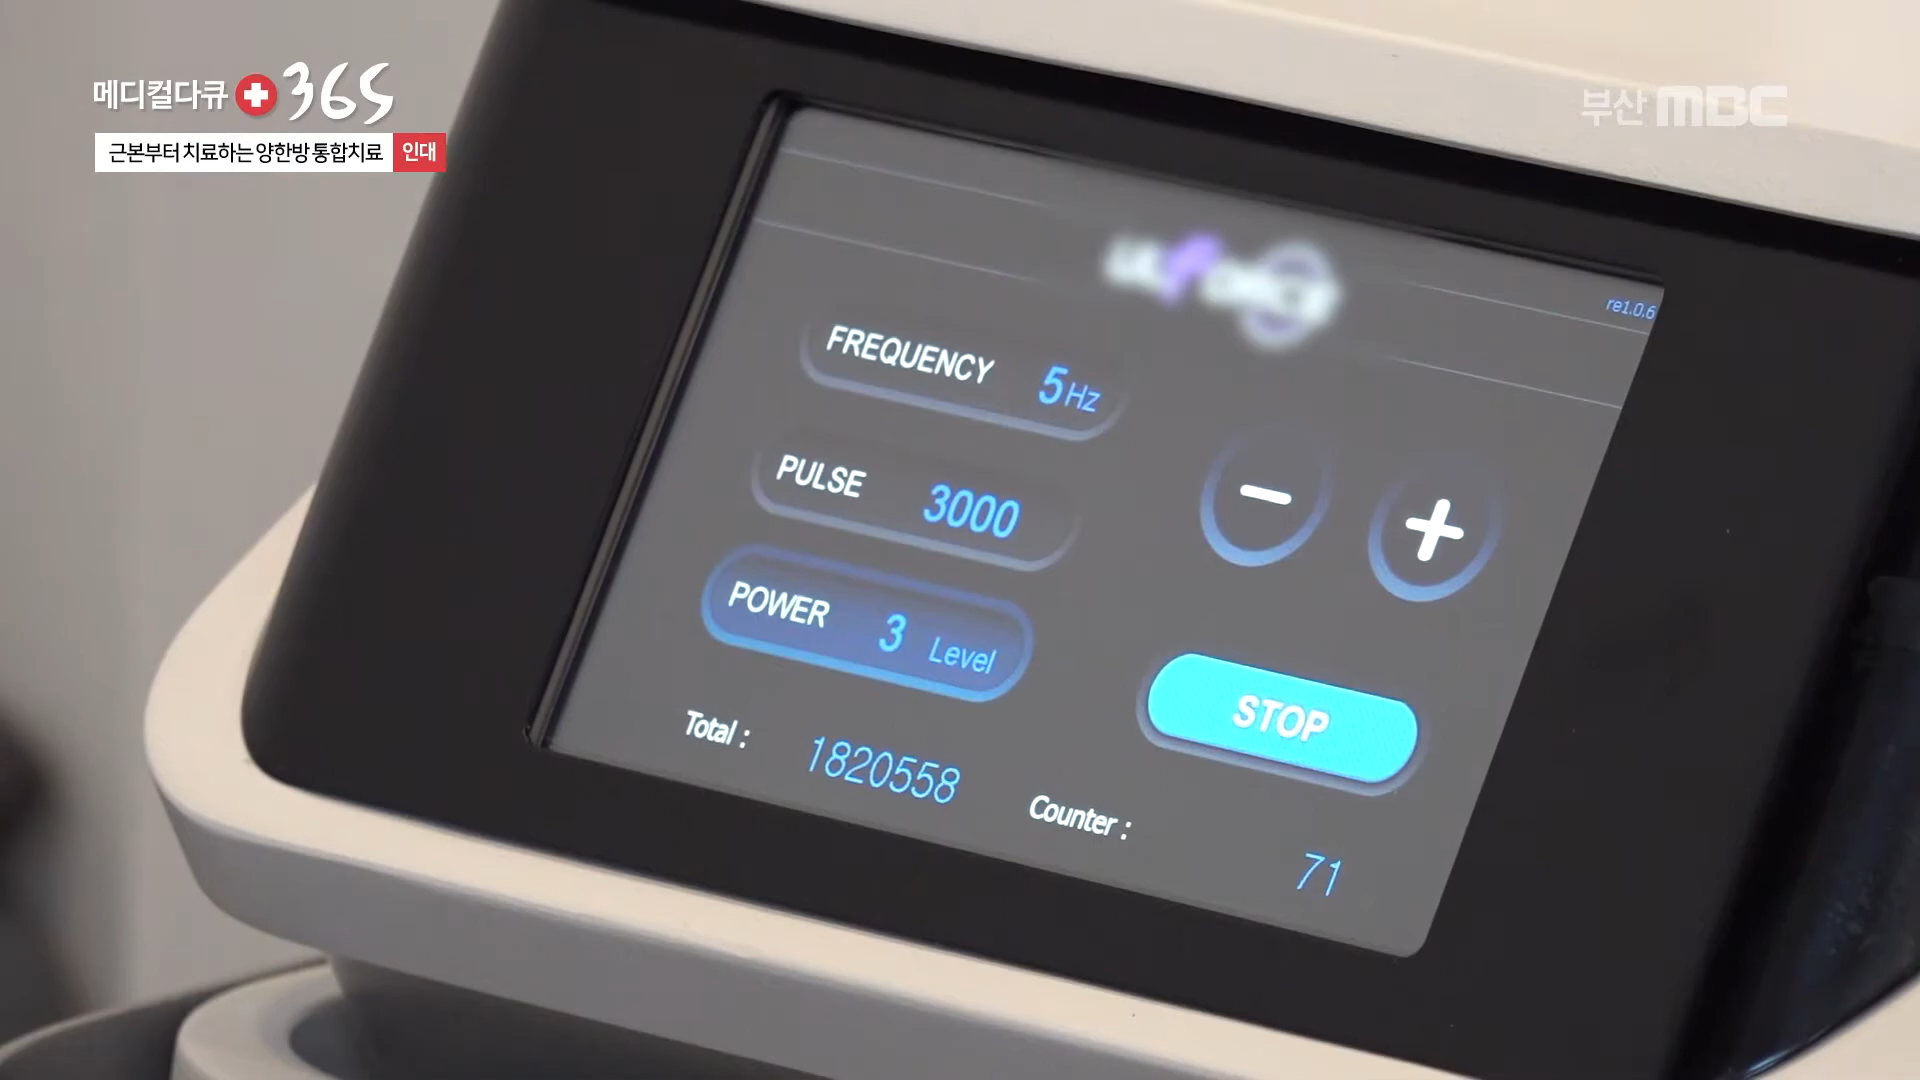 메디컬다큐 365
근본부터 치료하는 양한방 통합치료 인대
부산 MBC
re1.0.6
FREQUENCY 5Hz
PULSE 3000
POWER 3 Level
STOP
Total : 1820558
Counter : 71